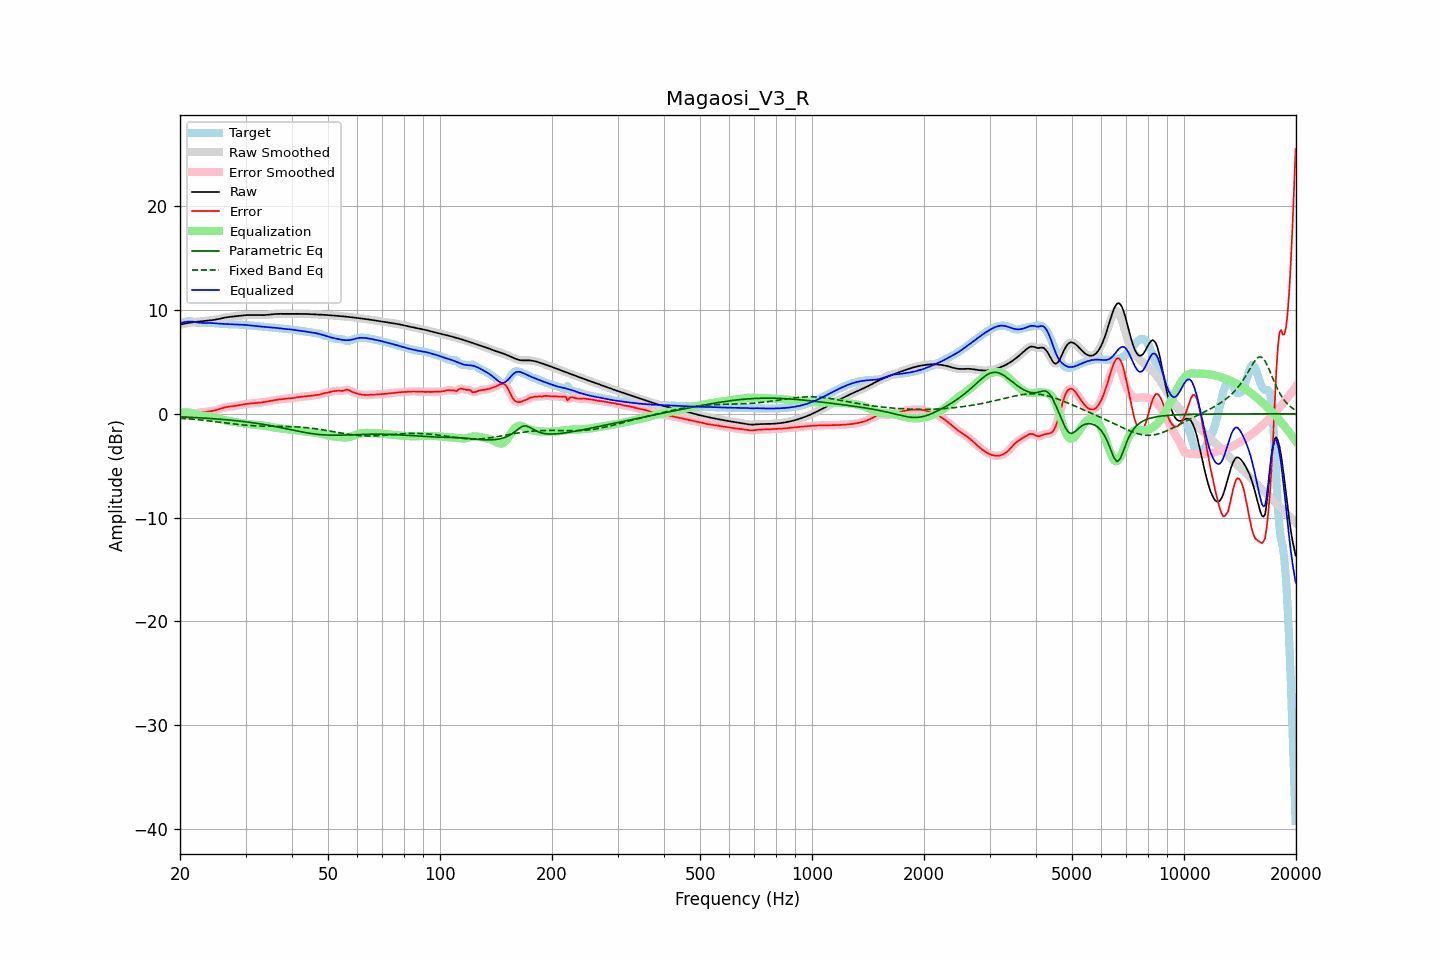 Magaosi_V3_R
Target
Raw Smoothed
Error Smoothed
Raw
Error
Equalization
Parametric Eq
Fixed Band Eq
Equalized
Amplitude (dBr)
20
10
0
−10
−20
−30
−40
20 50 100 200 500 1000 2000 5000 10000 20000
Frequency (Hz)